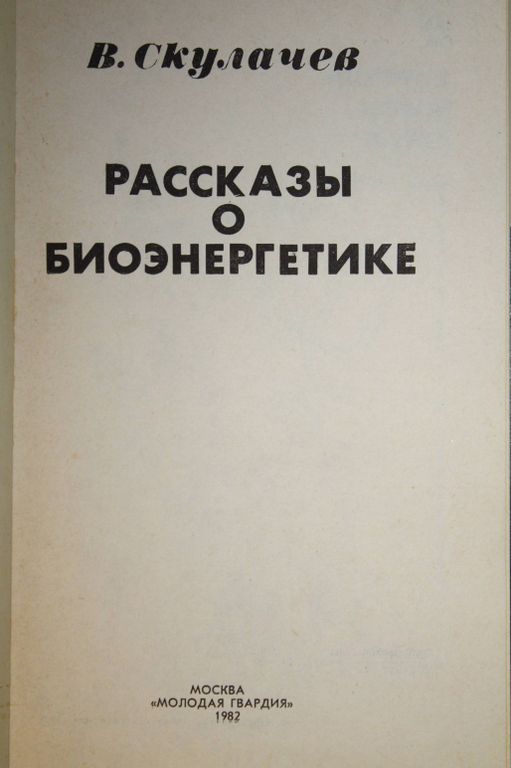 В. Скулачев
РАССКАЗЫ
О
БИОЭНЕРГЕТИКЕ
МОСКВА
«МОЛОДАЯ ГВАРДИЯ»
1982